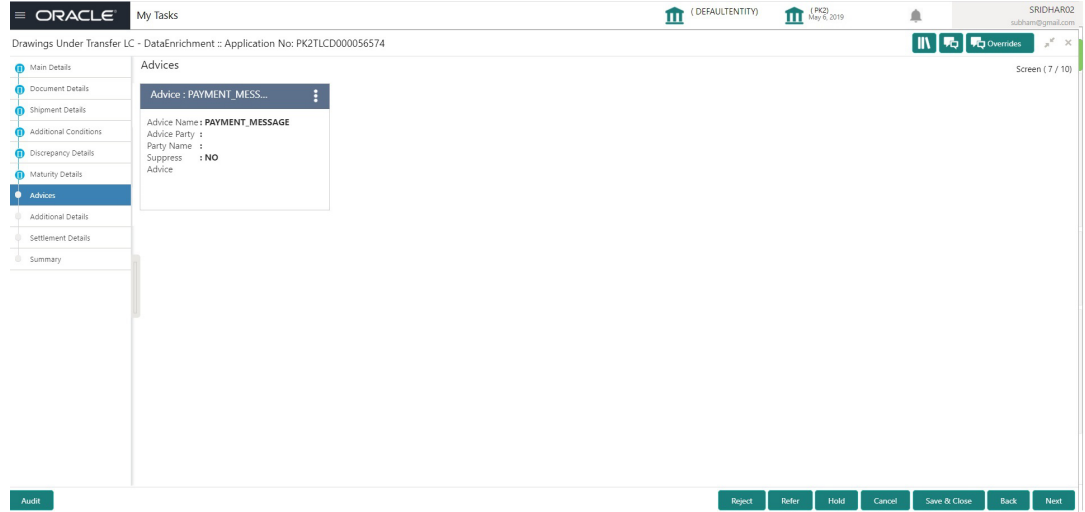 ORACLE®
My Tasks
( DEFAULTENTITY)
( PK2)
May 6, 2019
SRIDHAR02
subham@gmail.com
Drawings Under Transfer LC - DataEnrichment :: Application No: PK2TLCD000056574
Overrides
Main Details
Document Details
Shipment Details
Additional Conditions
Discrepancy Details
Maturity Details
Advices
Additional Details
Settlement Details
Summary
Advices
Screen ( 7 / 10)
Advice : PAYMENT_MESS...
Advice Name : PAYMENT_MESSAGE
Advice Party :
Party Name :
Suppress : NO
Advice
Audit
Reject
Refer
Hold
Cancel
Save & Close
Back
Next